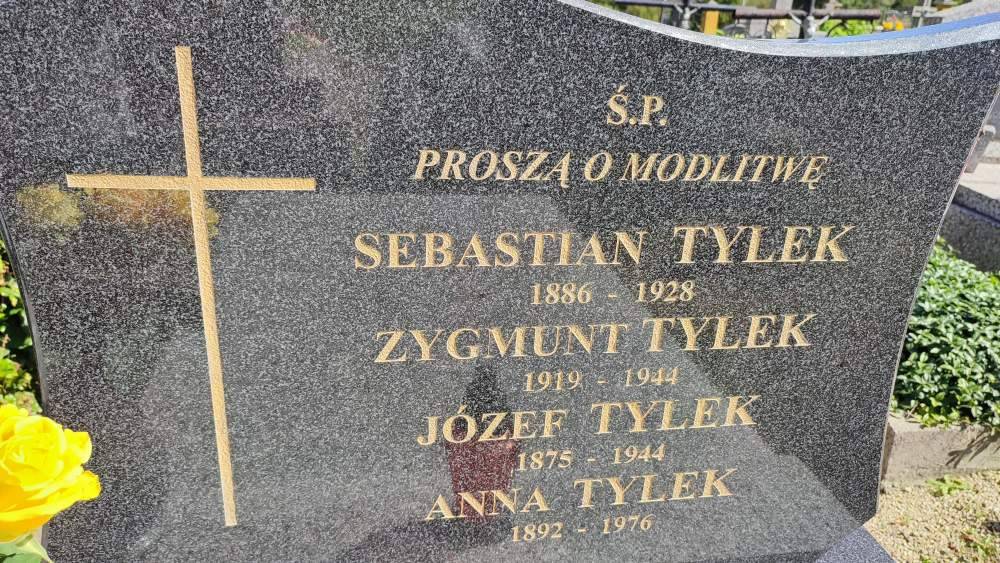 Ś.P.
PROSZĄ O MODLITWĘ
SEBASTIAN TYLEK
1886 - 1928
ZYGMUNT TYLEK
1919 - 1944
JÓZEF TYLEK
1875 - 1944
ANNA TYLEK
1892 - 1976